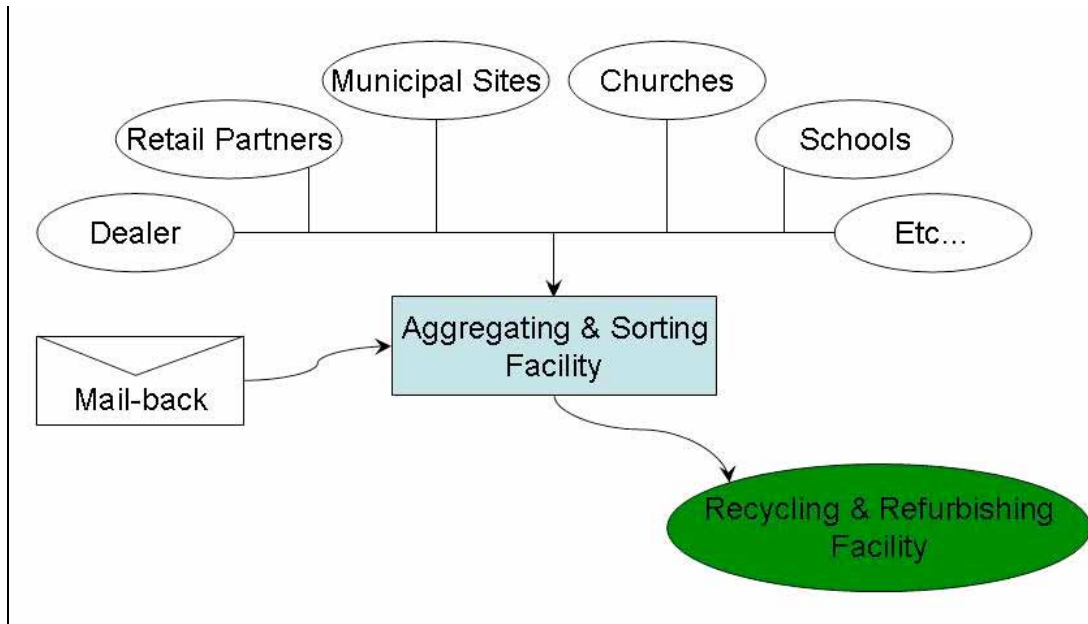 Municipal Sites
Churches
Retail Partners
Schools
Dealer
Etc...
Aggregating & Sorting
Facility
Mail-back
Recycling & Refurbishing
Facility